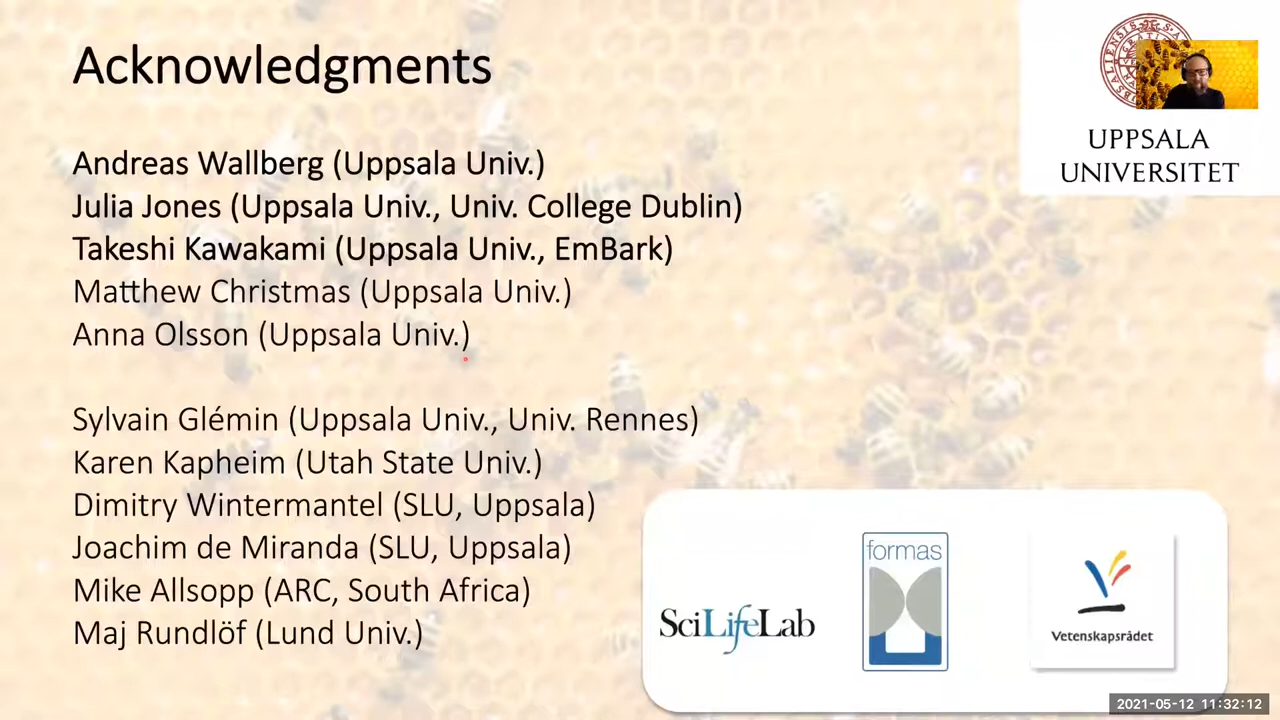 Acknowledgments
UPPSALA
UNIVERSITET
Andreas Wallberg (Uppsala Univ.)
Julia Jones (Uppsala Univ., Univ. College Dublin)
Takeshi Kawakami (Uppsala Univ., EmBark)
Matthew Christmas (Uppsala Univ.)
Anna Olsson (Uppsala Univ.)
Sylvain Glémin (Uppsala Univ., Univ. Rennes)
Karen Kapheim (Utah State Univ.)
Dimitry Wintermantel (SLU, Uppsala)
Joachim de Miranda (SLU, Uppsala)
Mike Allsopp (ARC, South Africa)
Maj Rundlöf (Lund Univ.)
SciLifeLab
formas
Vetenskapsrådet
2021-05-12 11:32:12